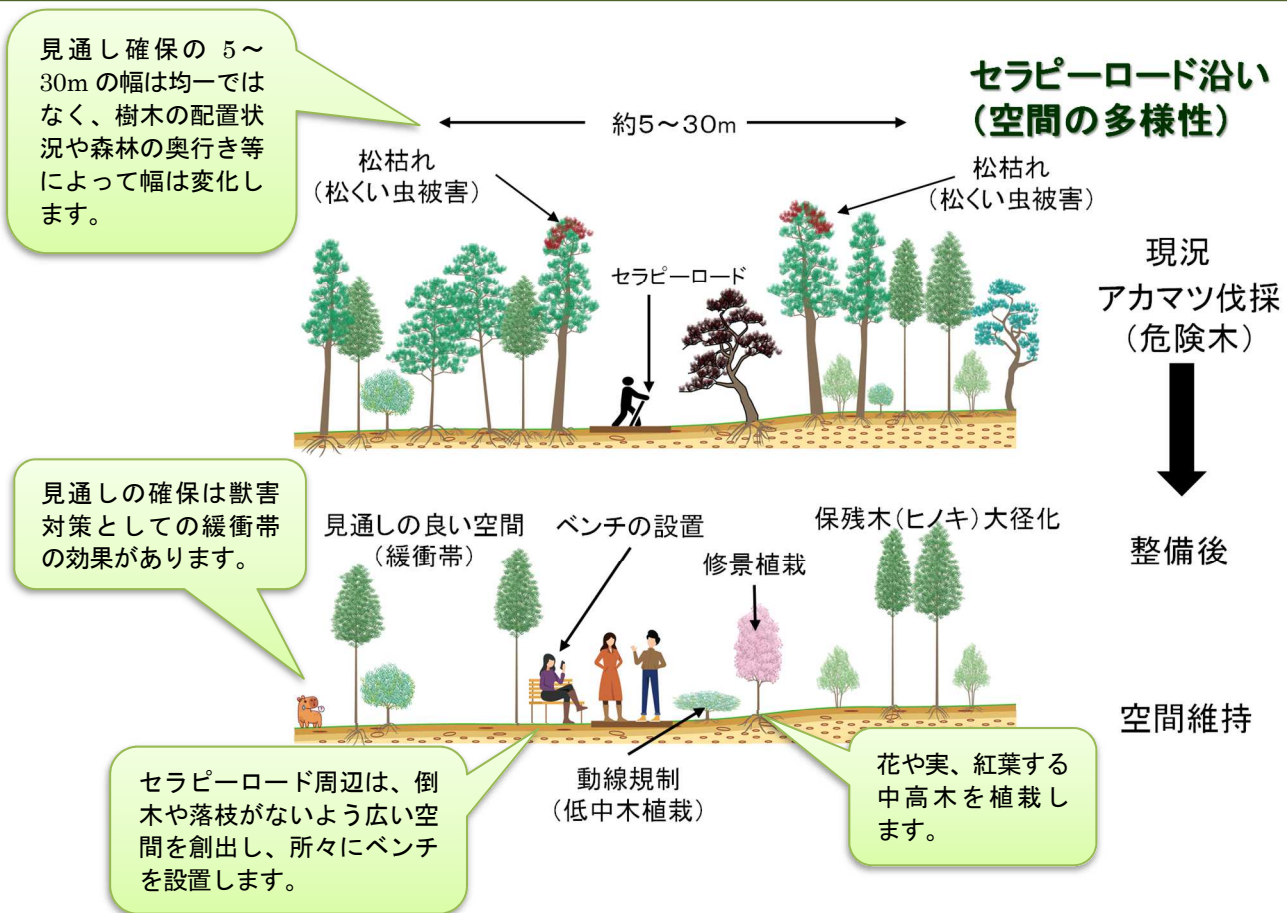 見通し確保の 5～
30m の幅は均一では
なく、樹木の配置状
況や森林の奥行き等
によって幅は変化し
ます。
セラピーロード沿い
（空間の多様性）
約5～30m
松枯れ
（松くい虫被害）
松枯れ
（松くい虫被害）
セラピーロード
現況
アカマツ伐採
（危険木）
見通しの確保は獣害
対策としての緩衝帯
の効果があります。
見通しの良い空間
（緩衝帯）
ベンチの設置
修景植栽
保残木（ヒノキ）大径化
整備後
空間維持
セラピーロード周辺は、倒
木や落枝がないよう広い空
間を創出し、所々にベンチ
を設置します。
動線規制
（低中木植栽）
花や実、紅葉する
中高木を植栽し
ます。